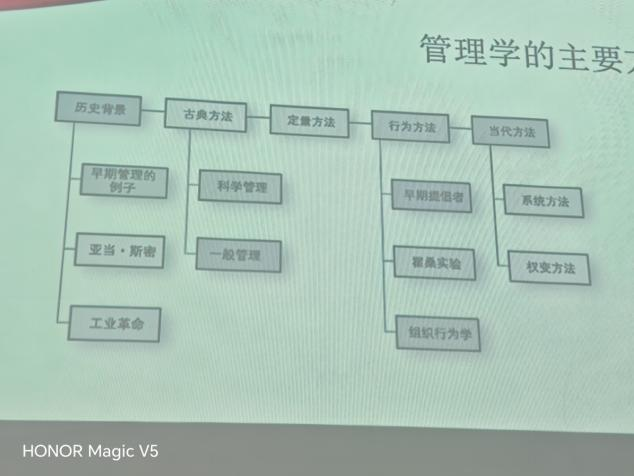 管理学的主要
历史背景
古典方法
定量方法
行为方法
当代方法
早期管理的
例子
科学管理
早期提倡者
系统方法
亚当·斯密
一般管理
霍桑实验
权变方法
工业革命
组织行为学
HONOR Magic V5